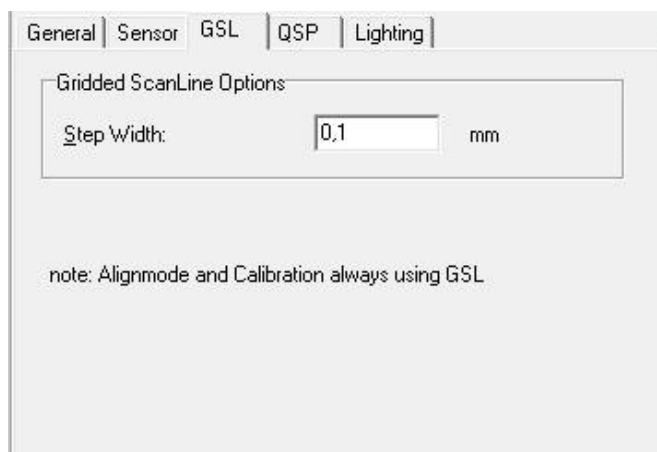 General Sensor GSL QSP Lighting
Gridded ScanLine Options
Step Width: 0,1 mm
note: Alignmode and Calibration always using GSL